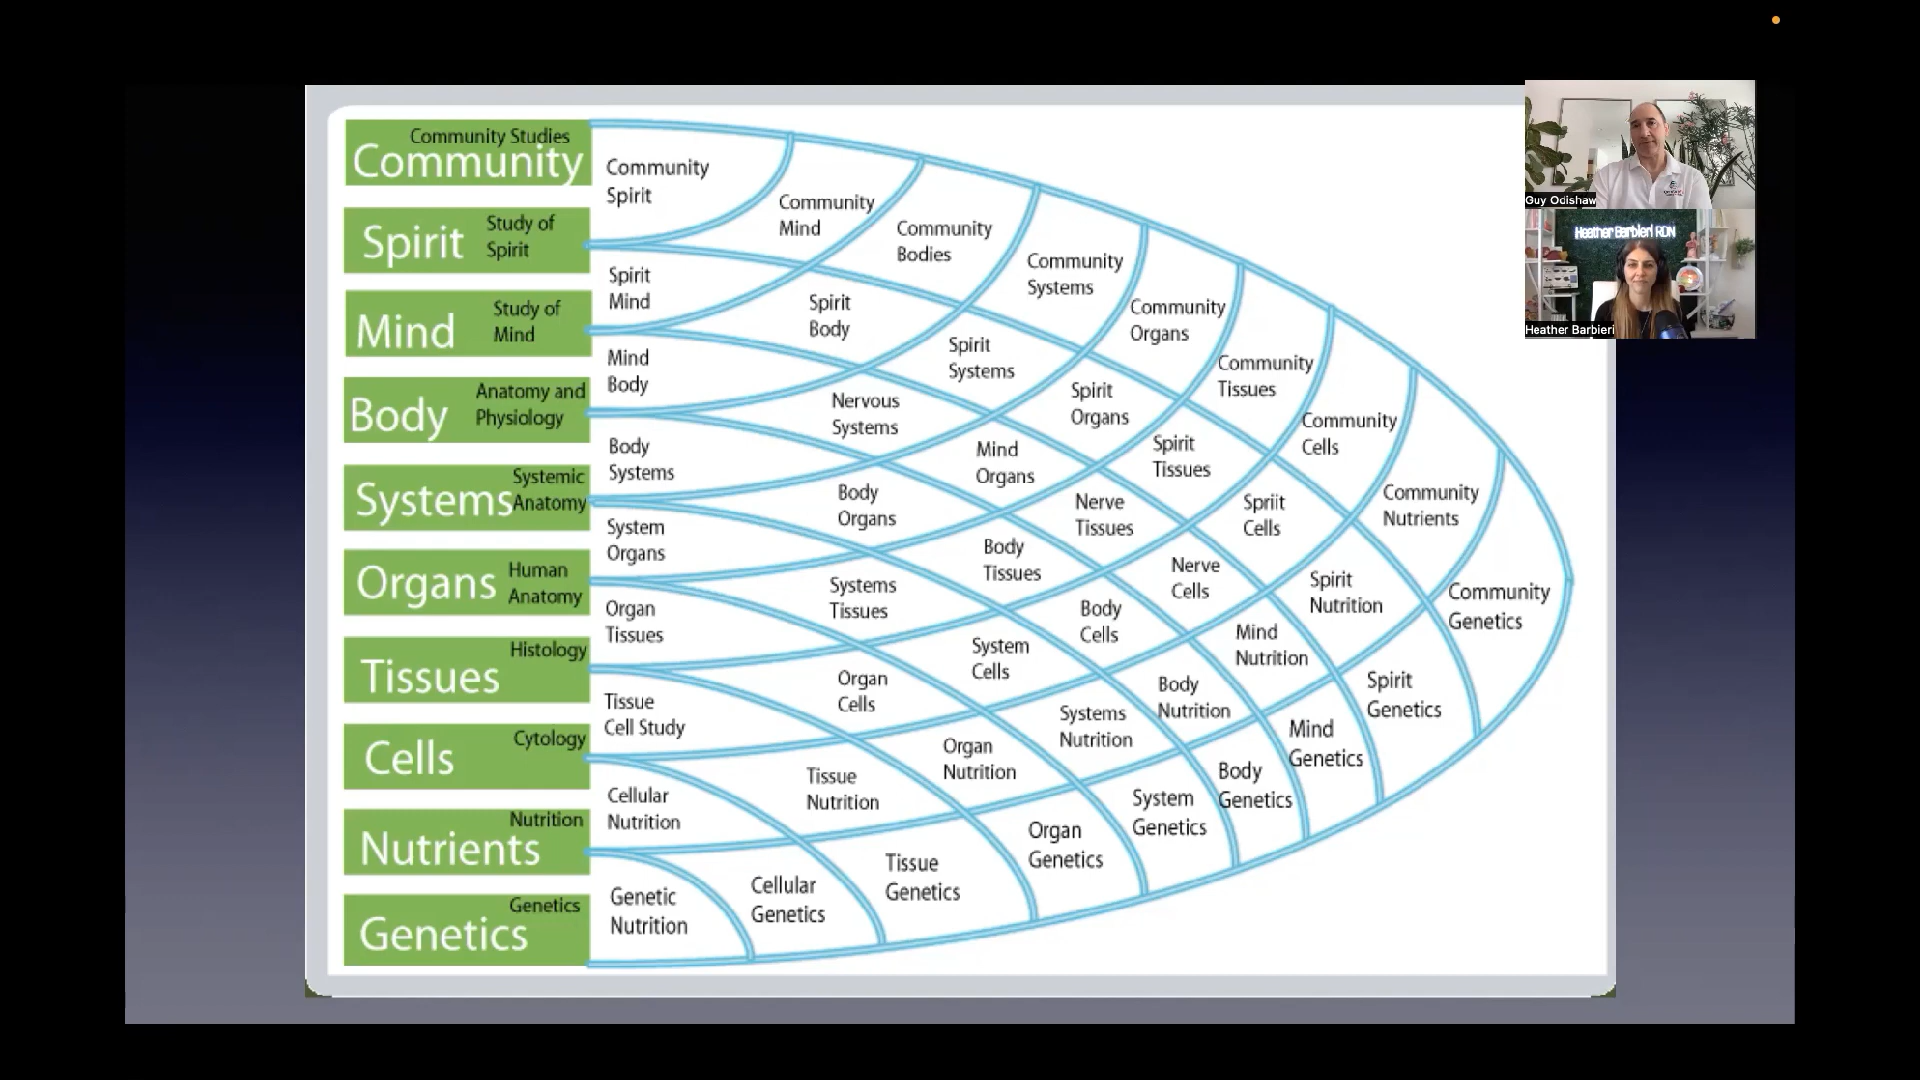 Community Studies
Community
Study of
Spirit
Spirit
Study of
Mind
Mind
Anatomy and
Physiology
Body
Systemic
Anatomy
Systems
Human
Anatomy
Organs
Histology
Tissues
Cytology
Cells
Nutrition
Nutrients
Genetics
Genetics
Community
Spirit
Spirit
Mind
Mind
Body
Body
Systems
System
Organs
Organ
Tissues
Tissue
Cell Study
Cellular
Nutrition
Genetic
Nutrition
Community
Mind
Spirit
Body
Nervous
Systems
Body
Organs
Systems
Tissues
Organ
Cells
Tissue
Nutrition
Cellular
Genetics
Community
Bodies
Spirit
Systems
Mind
Organs
Body
Tissues
System
Cells
Organ
Nutrition
Tissue
Genetics
Community
Systems
Spirit
Organs
Nerve
Tissues
Body
Cells
Systems
Nutrition
Organ
Genetics
Community
Organs
Spirit
Tissues
Nerve
Cells
Body
Nutrition
System
Genetics
Community
Tissues
Sprit
Cells
Mind
Nutrition
Body
Genetics
Community
Cells
Spirit
Nutrition
Mind
Genetics
Community
Nutrients
Spirit
Genetics
Community
Genetics
Guy Odishaw
Heather Barbieri RDN
Heather Barbieri